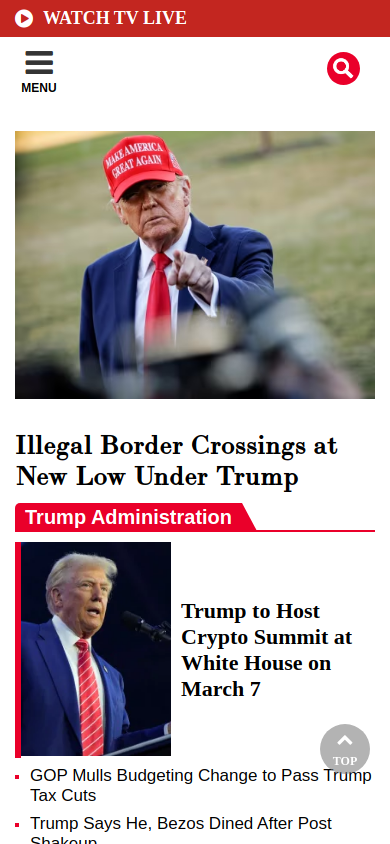 WATCH TV LIVE
MENU
MAKE AMERICA
GREAT AGAIN
Illegal Border Crossings at
New Low Under Trump
Trump Administration
Trump to Host
Crypto Summit at
White House on
March 7
TOP
GOP Mulls Budgeting Change to Pass Trump
Tax Cuts
Trump Says He, Bezos Dined After Post
Shakeup